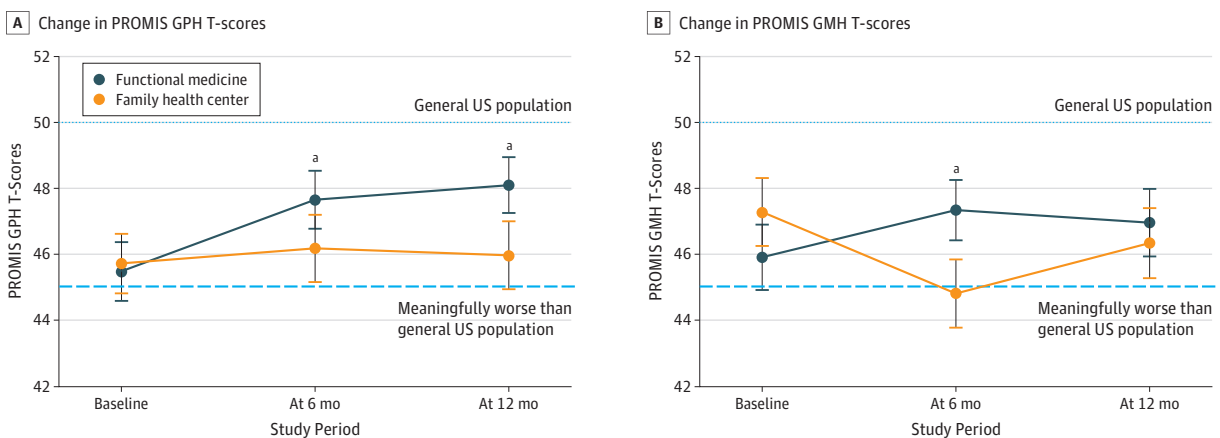 A Change in PROMIS GPH T-scores
52
50
48
46
44
42
PROMIS GPH T-Scores
Functional medicine
Family health center
General US population
a
a
Meaningfully worse than
general US population
Baseline
At 6 mo
At 12 mo
Study Period
B Change in PROMIS GMH T-scores
52
50
48
46
44
42
PROMIS GMH T-Scores
General US population
a
Meaningfully worse than
general US population
Baseline
At 6 mo
At 12 mo
Study Period